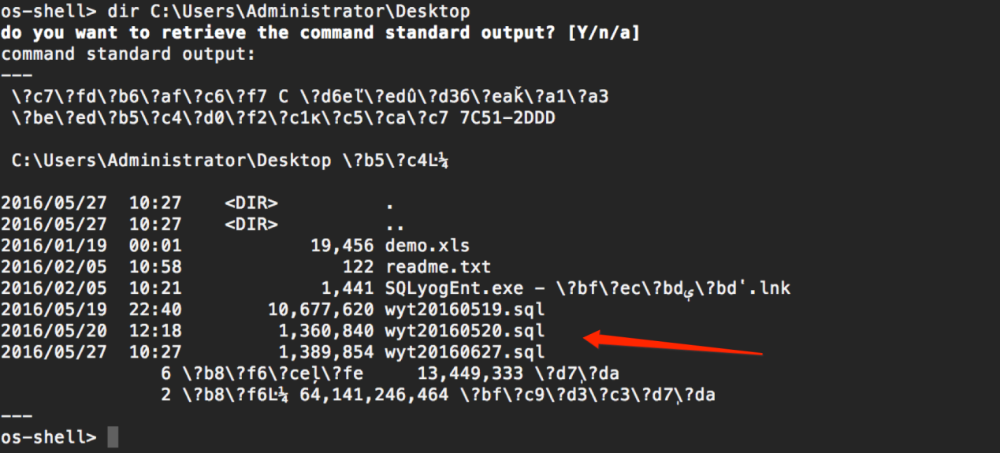 os-shell> dir C:\Users\Administrator\Desktop
do you want to retrieve the command standard output? [Y/n/a]
command standard output:
---
\?c7\?fd\?b6\?af\?c6\?f7 C \?d6eľ\?edû\?d3б\?eaǩ\?a1\?a3
\?be\?ed\?b5\?c4\?d0\?f2\?c1к\?c5\?ca\?c7 7C51-2DDD
C:\Users\Administrator\Desktop \?b5\?c4Ŀ¼
2016/05/27  10:27    <DIR>          .
2016/05/27  10:27    <DIR>          ..
2016/01/19  00:01            19,456 demo.xls
2016/02/05  10:58               122 readme.txt
2016/02/05  10:21             1,441 SQLyogEnt.exe - \?bf\?ec\?bdݷ\?bdʽ.lnk
2016/05/19  22:40        10,677,620 wyt20160519.sql
2016/05/20  12:18         1,360,840 wyt20160520.sql
2016/05/27  10:27         1,389,854 wyt20160627.sql
6 \?b8\?f6\?ceļ\?fe     13,449,333 \?d7ֽ\?da
2 \?b8\?f6Ŀ¼ 64,141,246,464 \?bf\?c9\?d3\?c3\?d7ֽ\?da
---
os-shell>